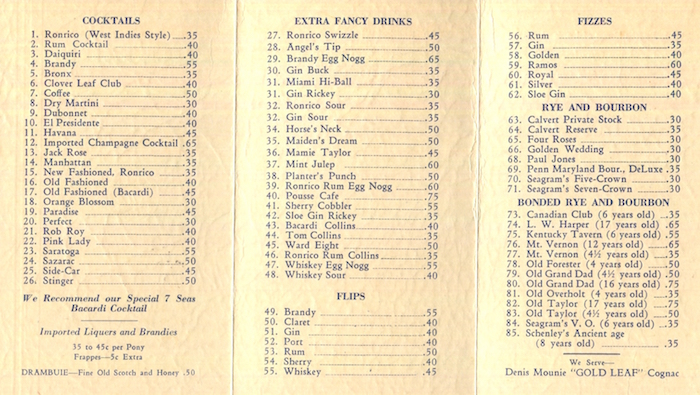 COCKTAILS
1. Ronrico (West Indies Style) .35
2. Rum Cocktail .40
3. Daiquiri .40
4. Brandy .55
5. Bronx .35
6. Clover Leaf Club .40
7. Coffee .50
8. Dry Martini .30
9. Dubonnet .40
10. El Presidente .40
11. Havana .45
12. Imported Champagne Cocktail .65
13. Jack Rose .35
14. Manhattan .35
15. New Fashioned, Ronrico .35
16. Old Fashioned .40
17. Old Fashioned (Bacardi) .45
18. Orange Blossom .30
19. Paradise .45
20. Perfect .30
21. Rob Roy .40
22. Pink Lady .40
23. Saratoga .55
24. Sazarac .50
25. Side-Car .45
26. Stinger .50
We Recommend our Special 7 Seas
Bacardi Cocktail
Imported Liquers and Brandies
35 to 45c per Pony
Frappes—5c Extra
DRAMBUIE—Fine Old Scotch and Honey .50
EXTRA FANCY DRINKS
27. Ronrico Swizzle .45
28. Angel's Tip .50
29. Brandy Egg Nogg .65
30. Gin Buck .35
31. Miami Hi-Ball .35
31. Gin Rickey .30
32. Ronrico Sour .35
32. Gin Sour .35
34. Horse's Neck .50
35. Maiden's Dream .50
36. Mamie Taylor .45
37. Mint Julep .60
38. Planter's Punch .50
39. Ronrico Rum Egg Nogg .60
40. Pousse Cafe .75
41. Sherry Cobbler .55
42. Sloe Gin Rickey .35
43. Bacardi Collins .40
44. Tom Collins .35
45. Ward Eight .50
46. Ronrico Rum Collins .35
47. Whiskey Egg Nogg .55
48. Whiskey Sour .40
FLIPS
49. Brandy .55
50. Claret .40
51. Gin .40
52. Port .40
53. Rum .50
54. Sherry .40
55. Whiskey .45
FIZZES
56. Rum .45
57. Gin .35
58. Golden .40
59. Ramos .60
60. Royal .45
61. Silver .40
62. Sloe Gin .40
RYE AND BOURBON
63. Calvert Private Stock .30
64. Calvert Reserve .35
65. Four Roses .30
66. Golden Wedding .30
68. Paul Jones .30
69. Penn Maryland Bour., DeLuxe .35
70. Seagram's Five-Crown .30
71. Seagram's Seven-Crown .30
BONDED RYE AND BOURBON
73. Canadian Club (6 years old) .35
74. L. W. Harper (17 years old) .65
75. Kentucky Tavern (6 years old) .55
76. Mt. Vernon (12 years old) .65
77. Mt. Vernon (4½ years old) .35
78. Old Forester (4 years old) .50
79. Old Grand Dad (4½ years old) .50
80. Old Grand Dad (16 years old) .75
81. Old Overholt (4 years old) .35
82. Old Taylor (17 years old) .75
83. Old Taylor (4½ years old) .50
84. Seagram's V. O. (6 years old) .35
85. Schenley's Ancient age
(8 years old) .35
We Serve—
Denis Mounie "GOLD LEAF" Cognac